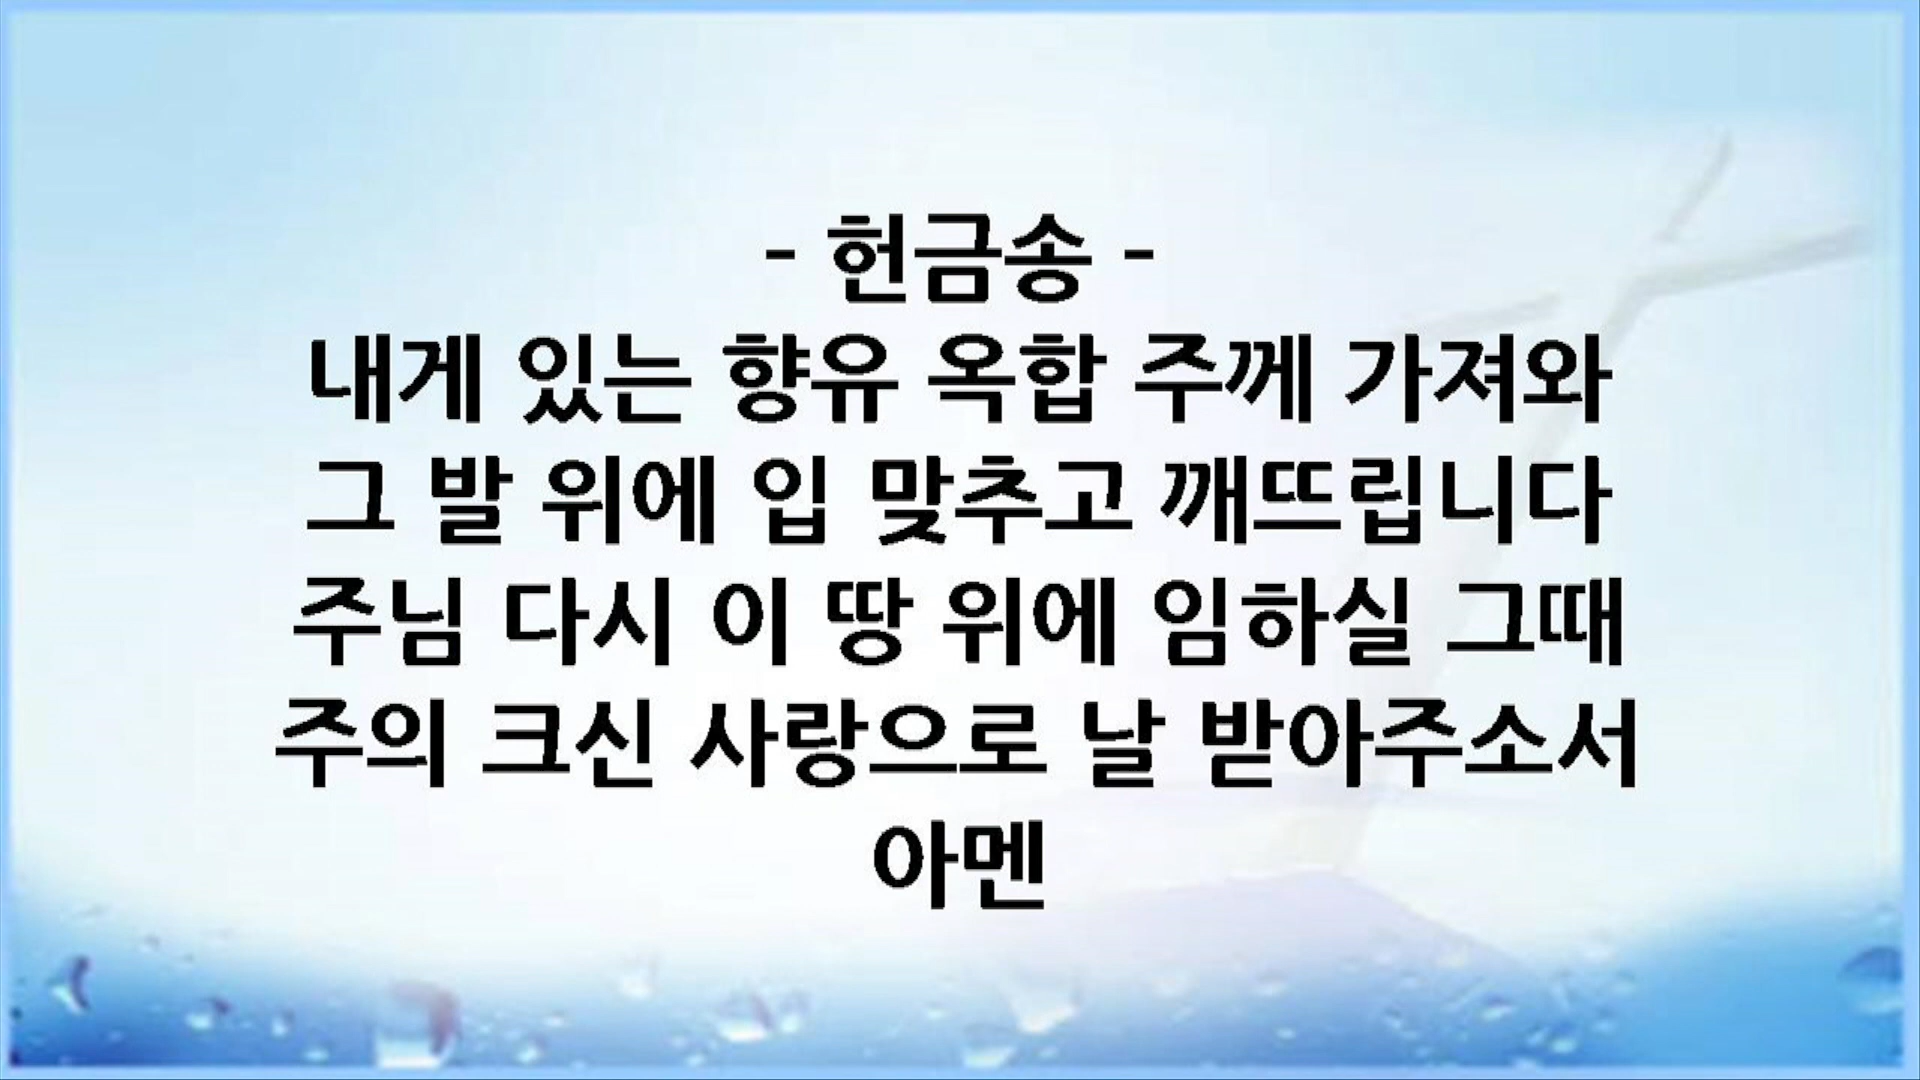 - 헌금송 -
내게 있는 향유 옥합 주께 가져와
그 발 위에 입 맞추고 깨뜨립니다
주님 다시 이 땅 위에 임하실 그때
주의 크신 사랑으로 날 받아주소서
아멘